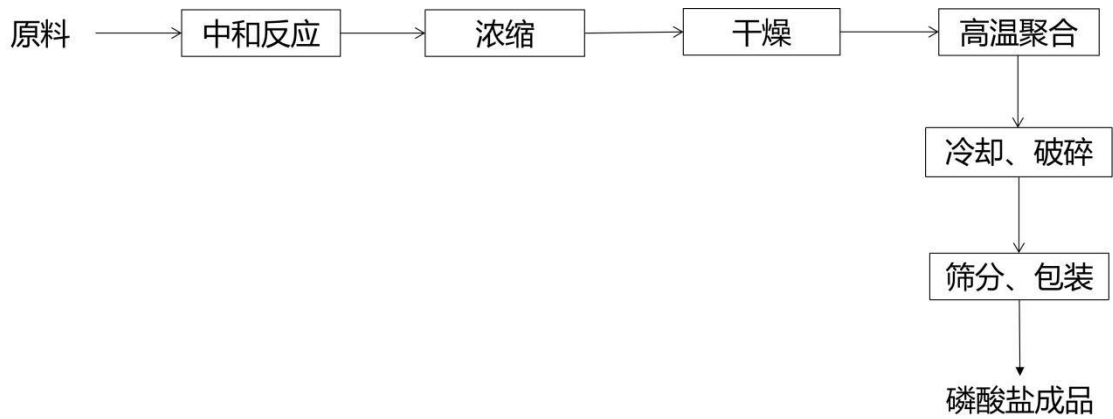 原料
中和反应
浓缩
干燥
高温聚合
冷却、破碎
筛分、包装
磷酸盐成品